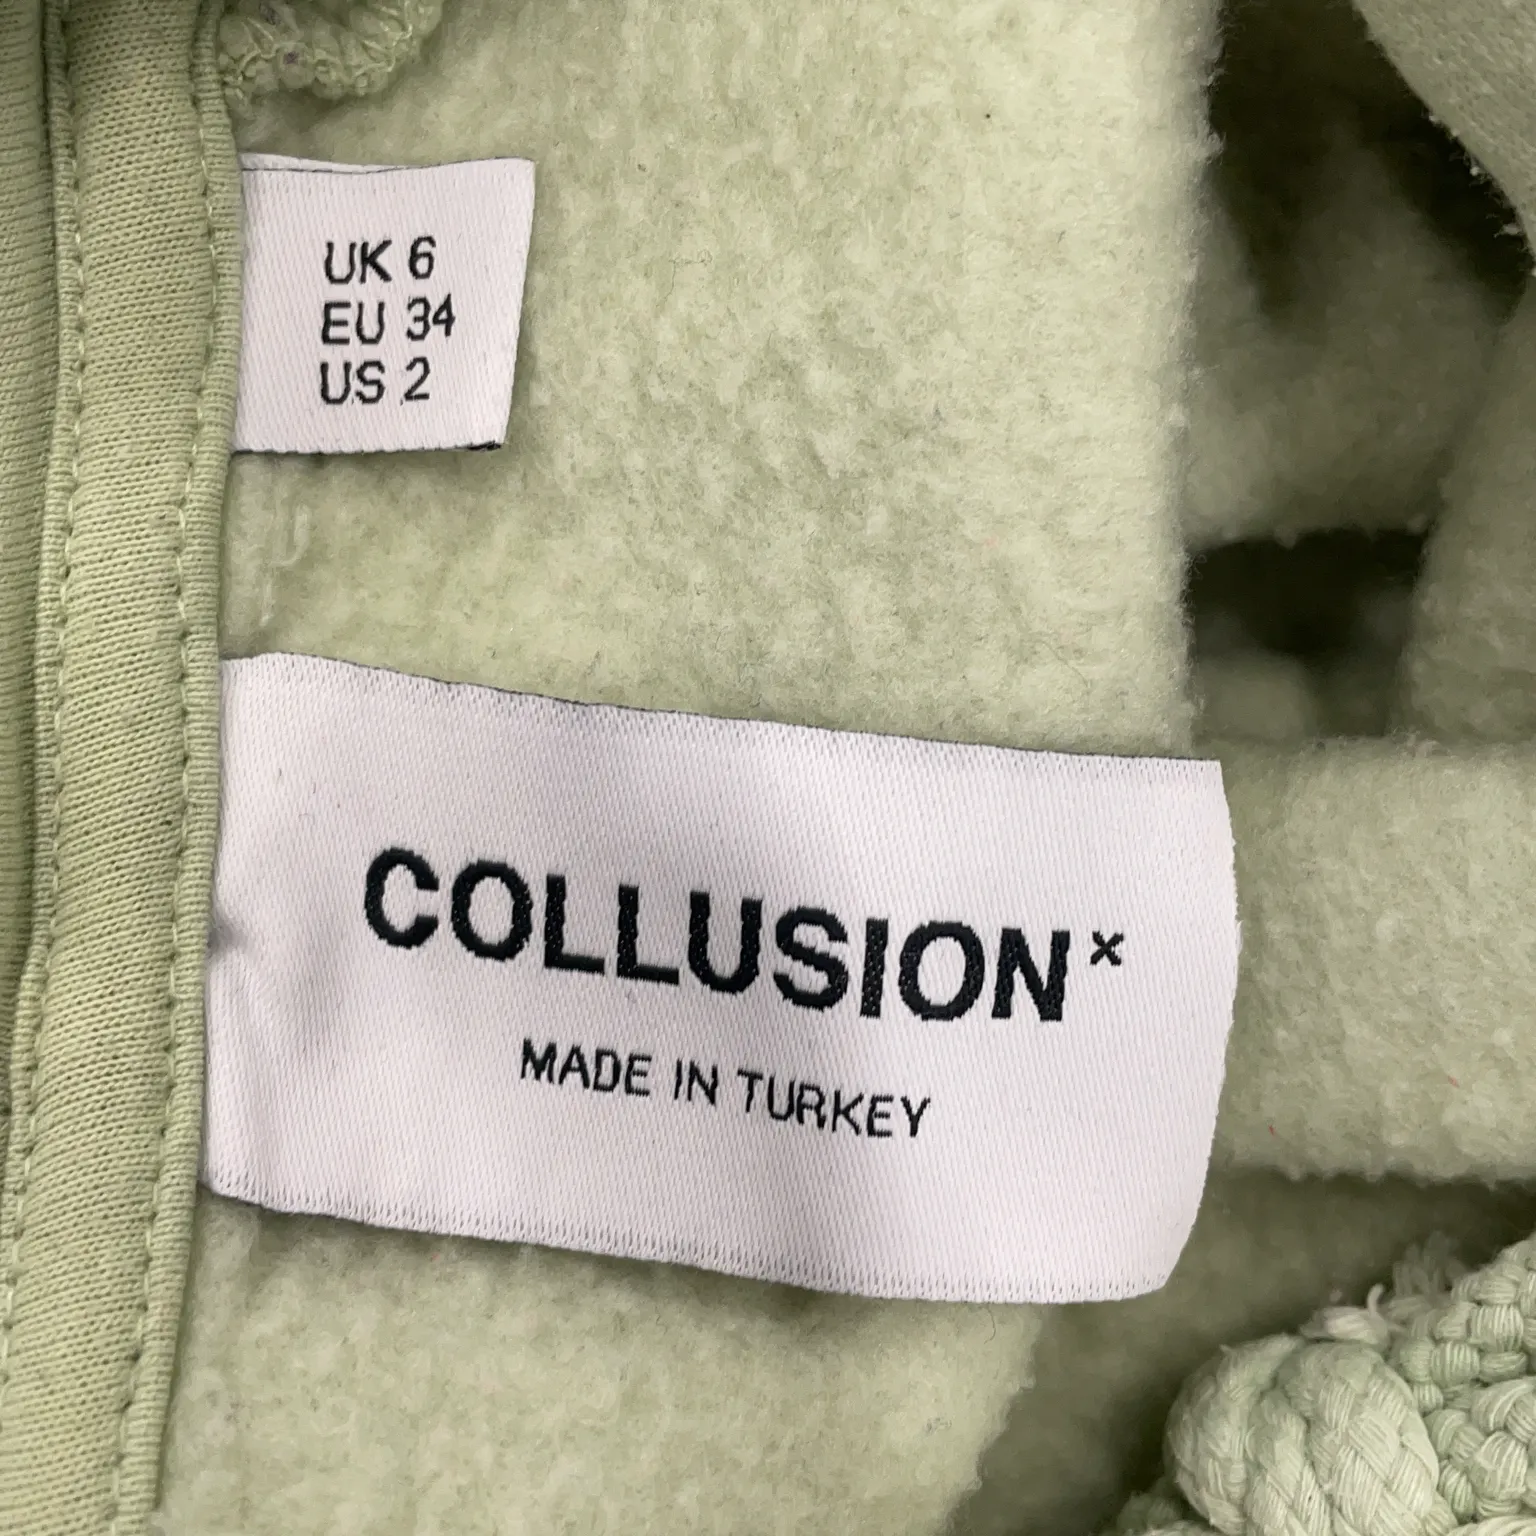 UK 6
EU 34
US 2
COLLUSION×
MADE IN TURKEY